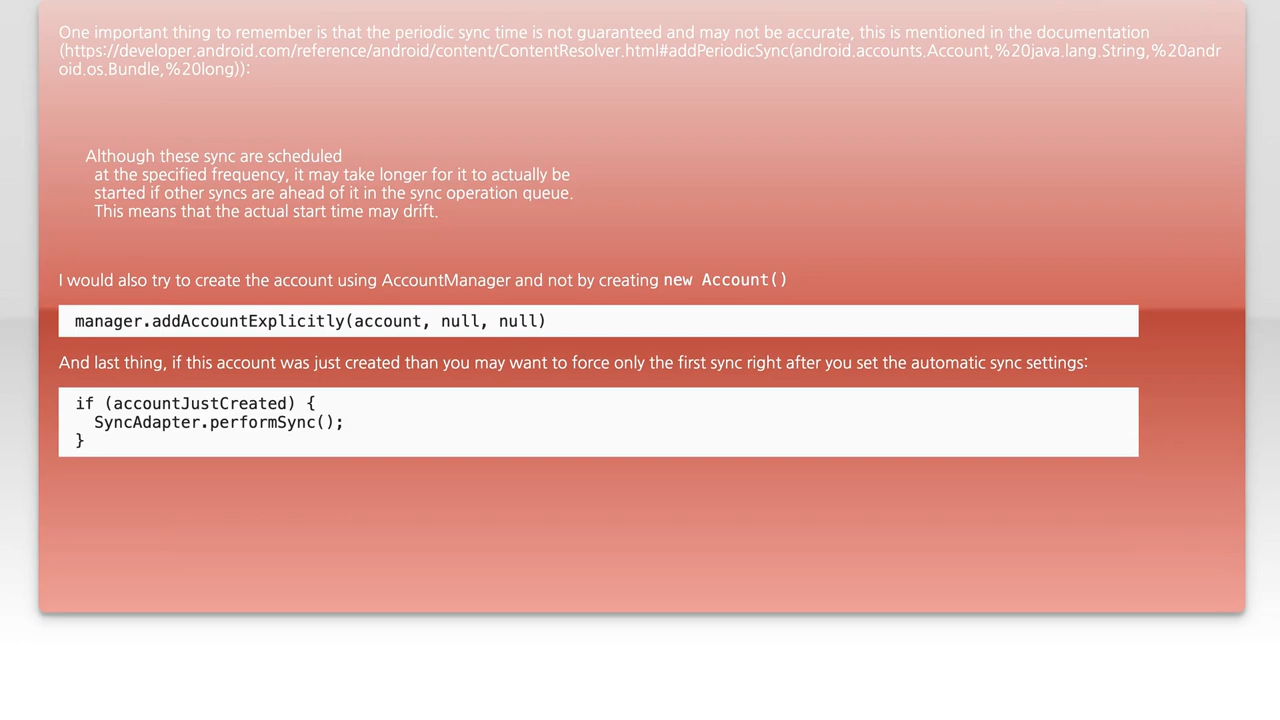 One important thing to remember is that the periodic sync time is not guaranteed and may not be accurate, this is mentioned in the documentation
(https://developer.android.com/reference/android/content/ContentResolver.html#addPeriodicSync(android.accounts.Account,%20java.lang.String,%20andr
oid.os.Bundle,%20long)):
Although these sync are scheduled
at the specified frequency, it may take longer for it to actually be
started if other syncs are ahead of it in the sync operation queue.
This means that the actual start time may drift.
I would also try to create the account using AccountManager and not by creating new Account()
manager.addAccountExplicitly(account, null, null)
And last thing, if this account was just created than you may want to force only the first sync right after you set the automatic sync settings:
if (accountJustCreated) {
  SyncAdapter.performSync();
}